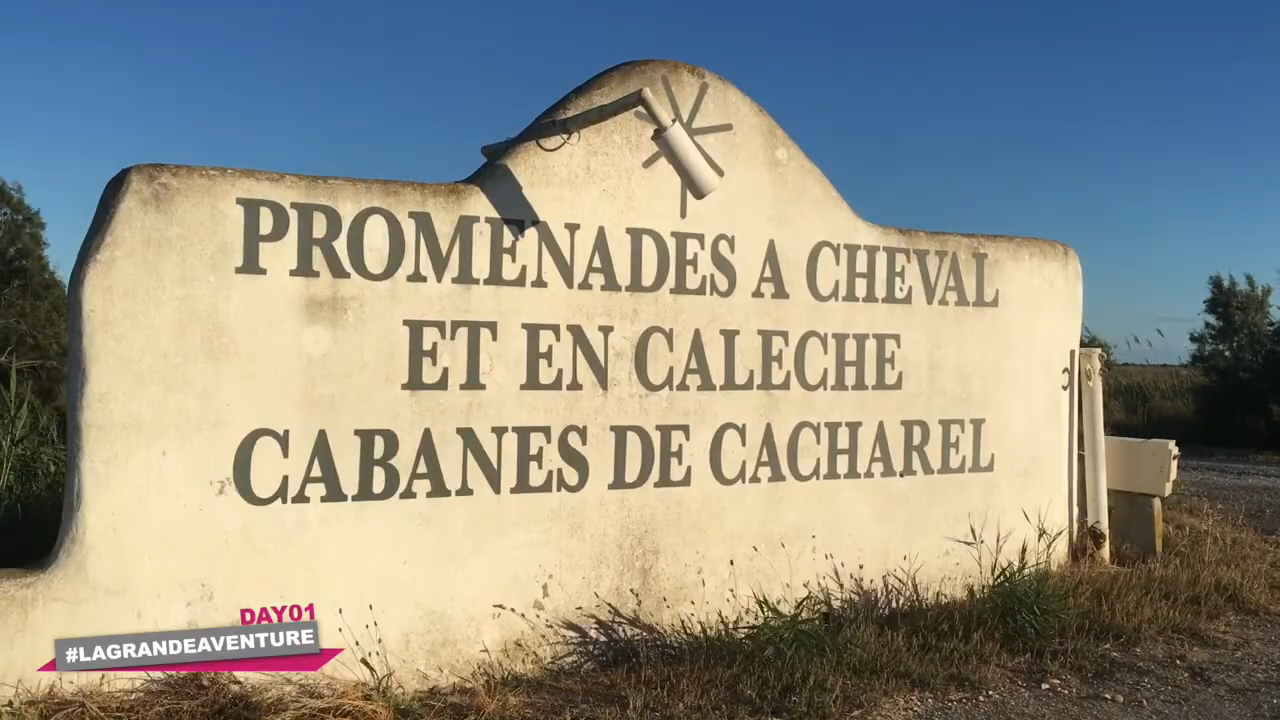 PROMENADES A CHEVAL
ET EN CALECHE
CABANES DE CACHAREL
DAY01
#LAGRANDEAVENTURE